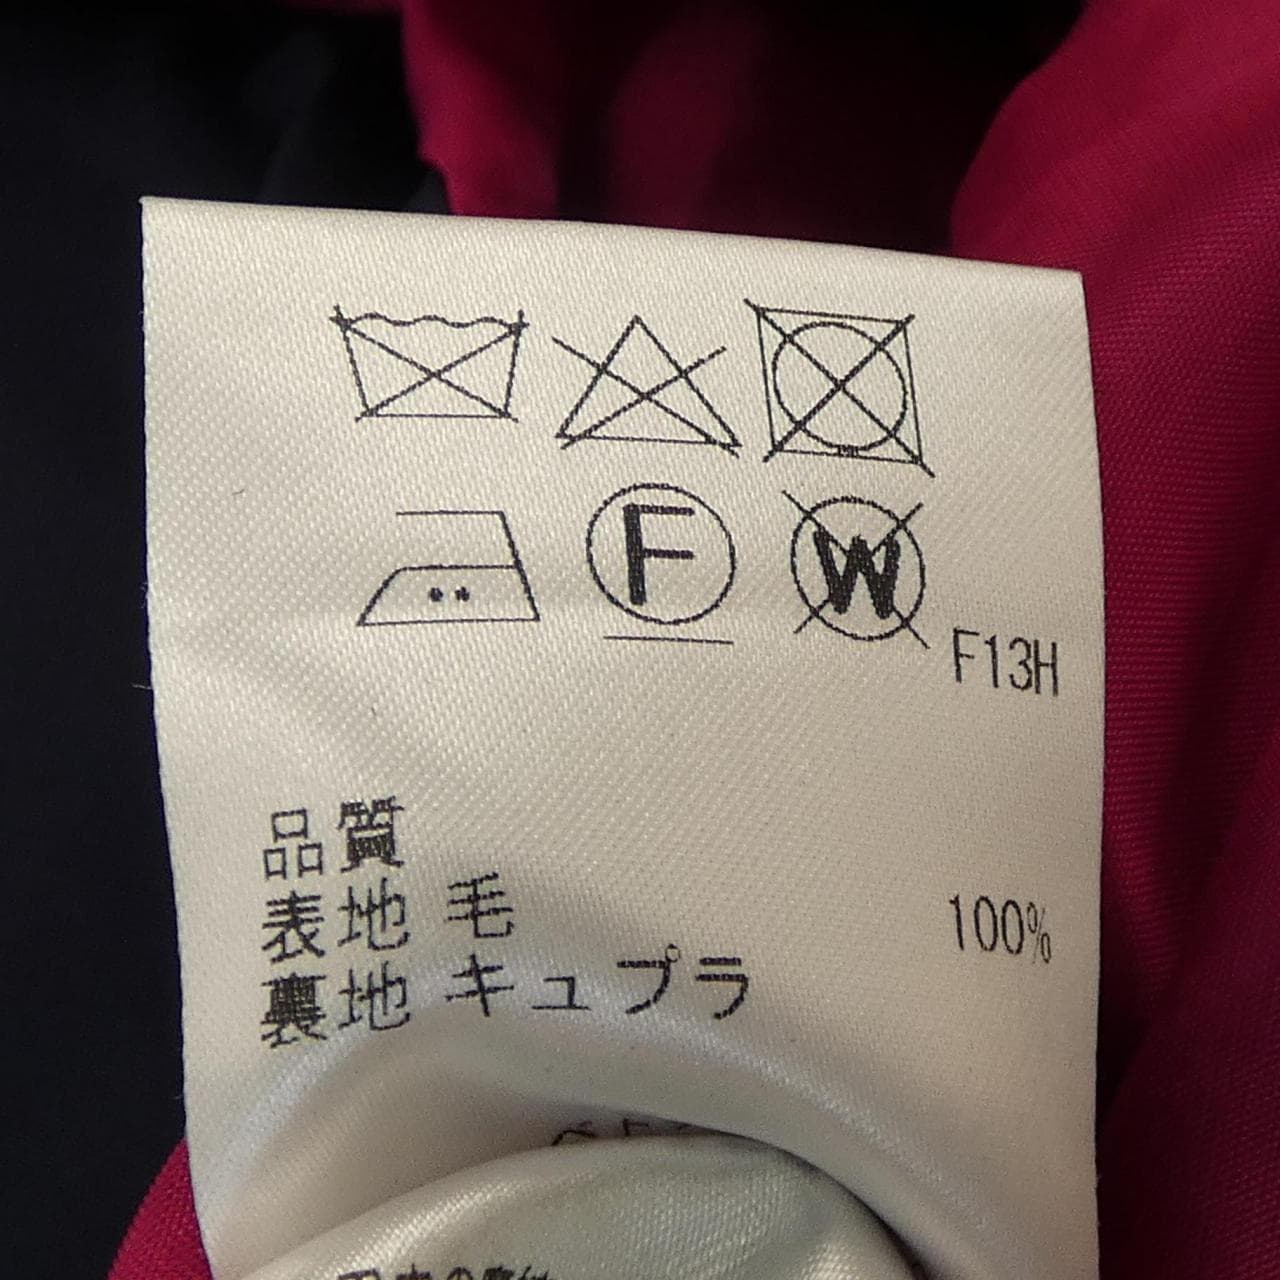 F
W
F13H
品質
表地 毛 100%
裏地 キュプラ